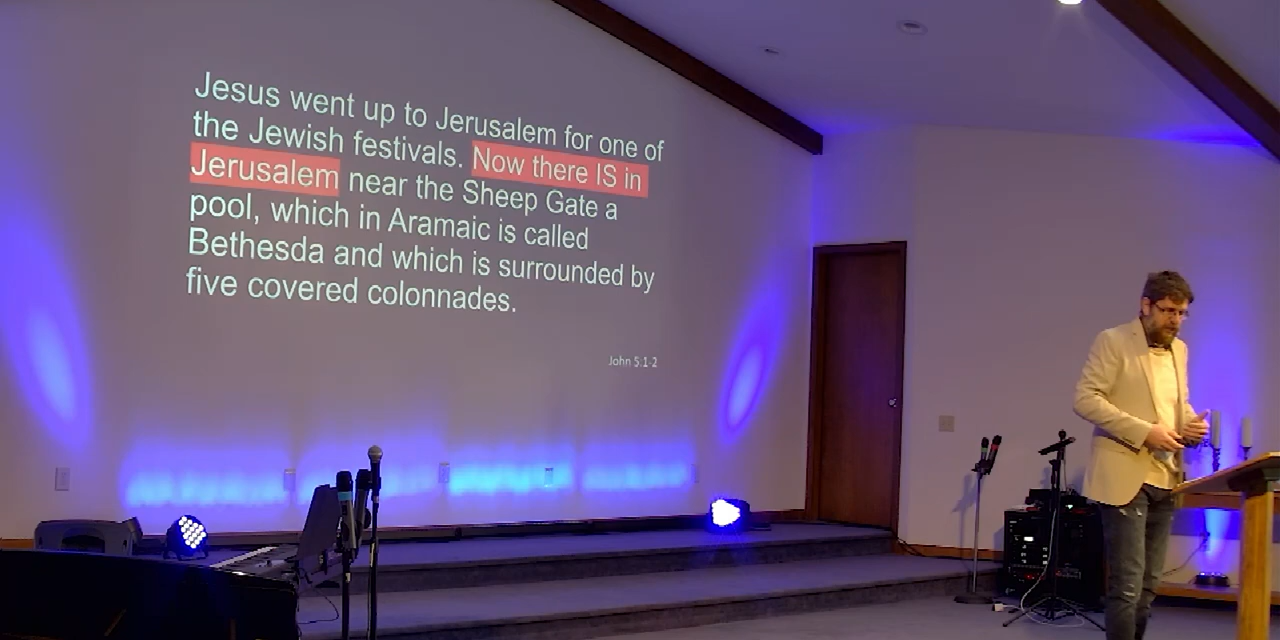 Jesus went up to Jerusalem for one of
the Jewish festivals. Now there IS in
Jerusalem near the Sheep Gate a
pool, which in Aramaic is called
Bethesda and which is surrounded by
five covered colonnades.
John 5:1-2